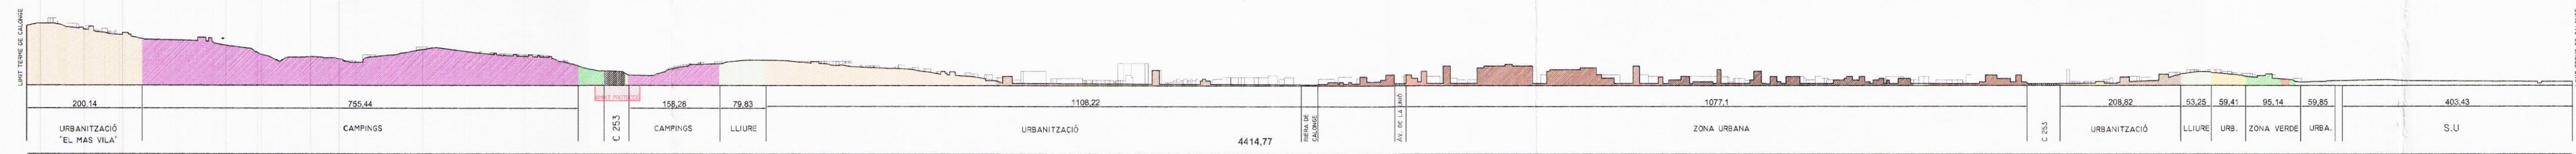 LIMIT TERME DE CALONGE
200,14
755,44
158,26
79,83
1108,22
1077,1
208,82
53,25
59,41
95,14
59,85
403,43
URBANITZACIÓ
"EL MAS VILA"
CAMPINGS
C 253
CAMPINGS
LLIURE
URBANITZACIÓ
4414,77
RIERA DE
CALONGE
AV. DE LA UNIÓ
ZONA URBANA
C 253
URBANITZACIÓ
LLIURE
URB.
ZONA VERDE
URBA.
S.U